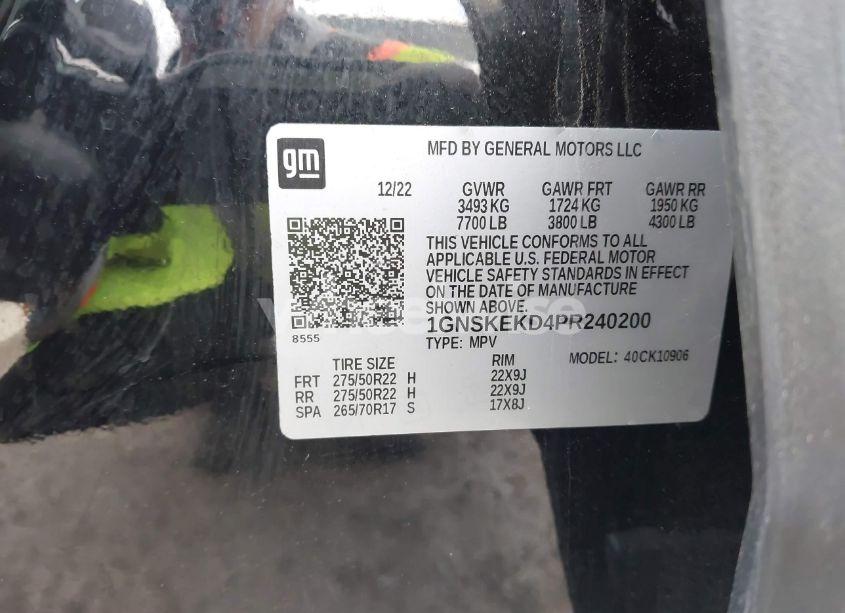 gm
MFD BY GENERAL MOTORS LLC
12/22 GVWR GAWR FRT GAWR RR
3493 KG 1724 KG 1950 KG
7700 LB 3800 LB 4300 LB
THIS VEHICLE CONFORMS TO ALL
APPLICABLE U.S. FEDERAL MOTOR
VEHICLE SAFETY STANDARDS IN EFFECT
ON THE DATE OF MANUFACTURE
SHOWN ABOVE.
8555
1GNSKEKD4PR240200
TYPE: MPV MODEL: 40CK10906
TIRE SIZE RIM
FRT 275/50R22 H 22X9J
RR 275/50R22 H 22X9J
SPA 265/70R17 S 17X8J